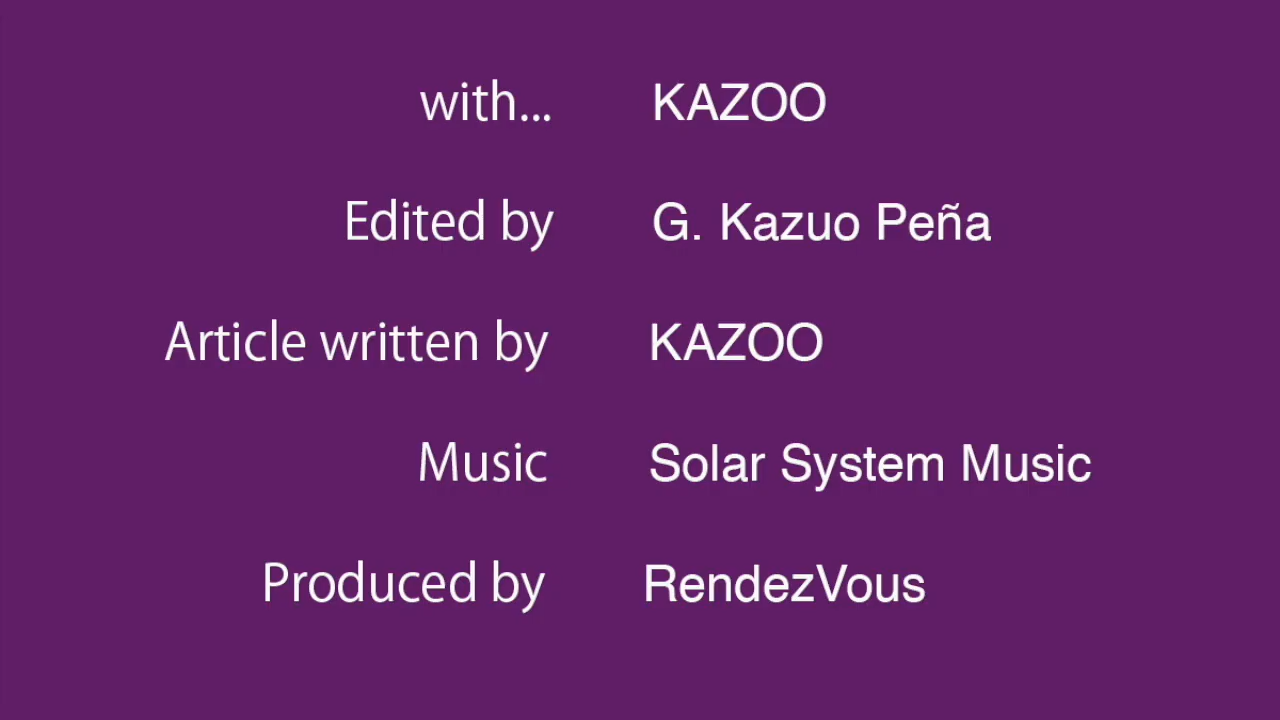 with... KAZOO
Edited by G. Kazuo Peña
Article written by KAZOO
Music Solar System Music
Produced by RendezVous